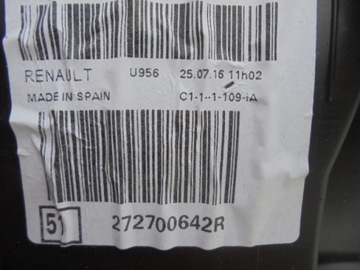 RENAULT U956 25.07.16 11h02
MADE IN SPAIN C1-1--1-109-iA
51 272700642R